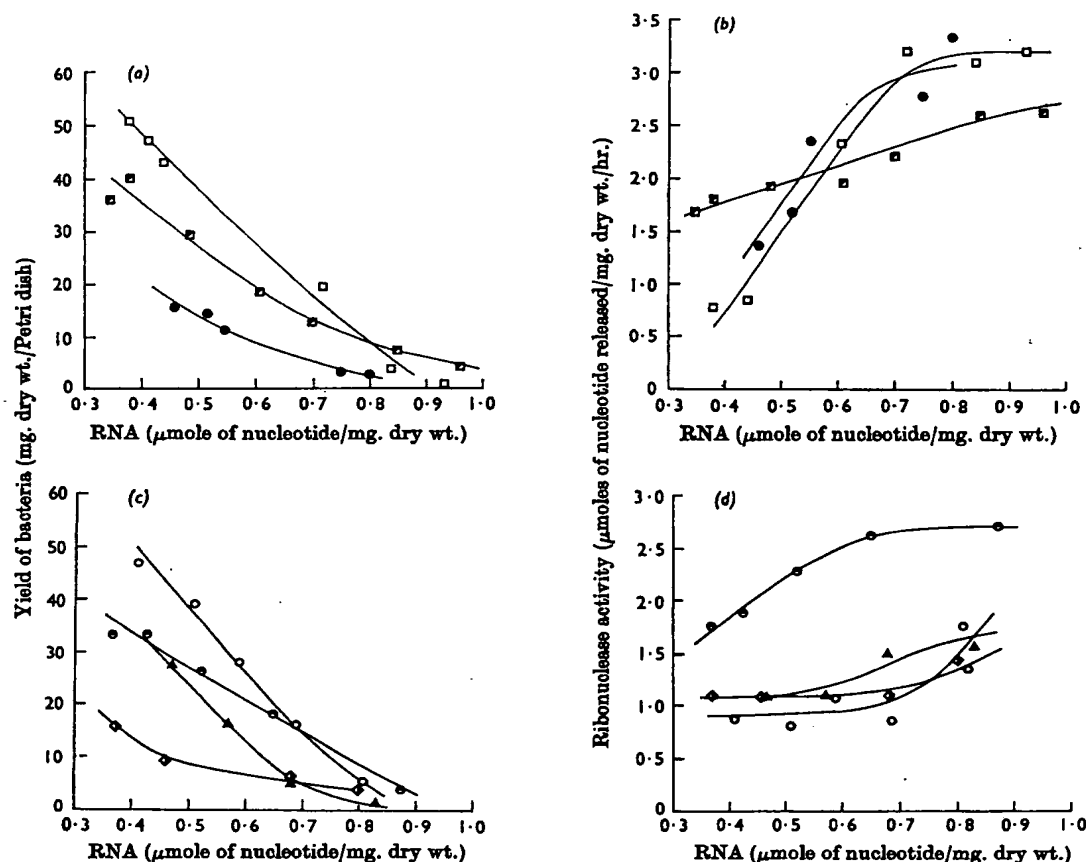 (a)
60
50
40
30
20
10
0
0·3 0·4 0·5 0·6 0·7 0·8 0·9 1·0
RNA (μmole of nucleotide/mg. dry wt.)
(b)
3·5
3·0
2·5
2·0
1·5
1·0
0·5
0
0·3 0·4 0·5 0·6 0·7 0·8 0·9 1·0
RNA (μmole of nucleotide/mg. dry wt.)
Yield of bacteria (mg. dry wt./Petri dish)
Ribonuclease activity (μmoles of nucleotide released/mg. dry wt./hr.)
(c)
60
50
40
30
20
10
0
0·3 0·4 0·5 0·6 0·7 0·8 0·9 1·0
RNA (μmole of nucleotide/mg. dry wt.)
(d)
3·0
2·5
2·0
1·5
1·0
0·5
0
0·3 0·4 0·5 0·6 0·7 0·8 0·9 1·0
RNA (μmole of nucleotide/mg. dry wt.)